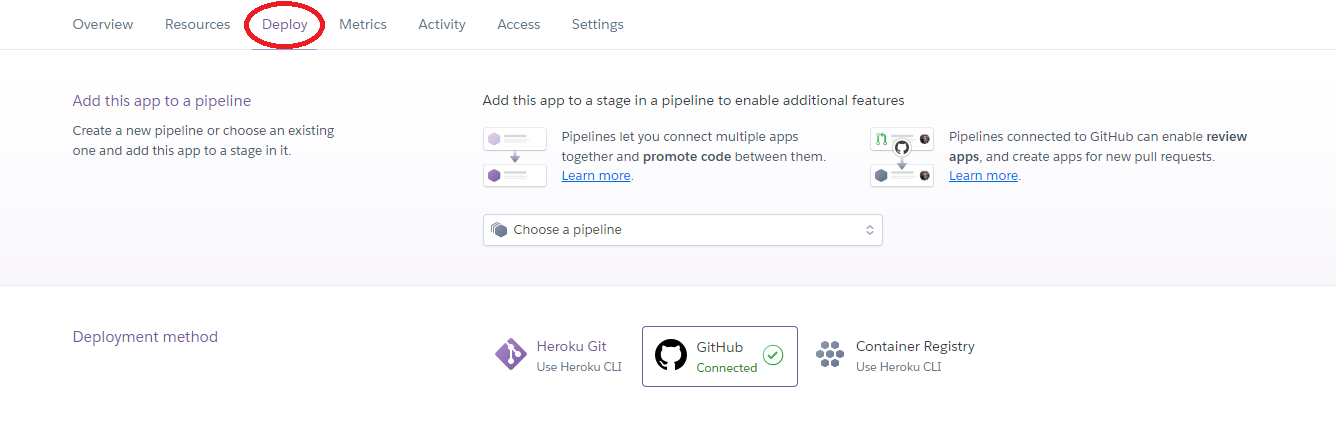 Overview Resources Deploy Metrics Activity Access Settings
Add this app to a pipeline
Create a new pipeline or choose an existing
one and add this app to a stage in it.
Add this app to a stage in a pipeline to enable additional features
Pipelines let you connect multiple apps
together and promote code between them.
Learn more.
Pipelines connected to GitHub can enable review
apps, and create apps for new pull requests.
Learn more.
Choose a pipeline
Deployment method
Heroku Git
Use Heroku CLI
GitHub
Connected
Container Registry
Use Heroku CLI